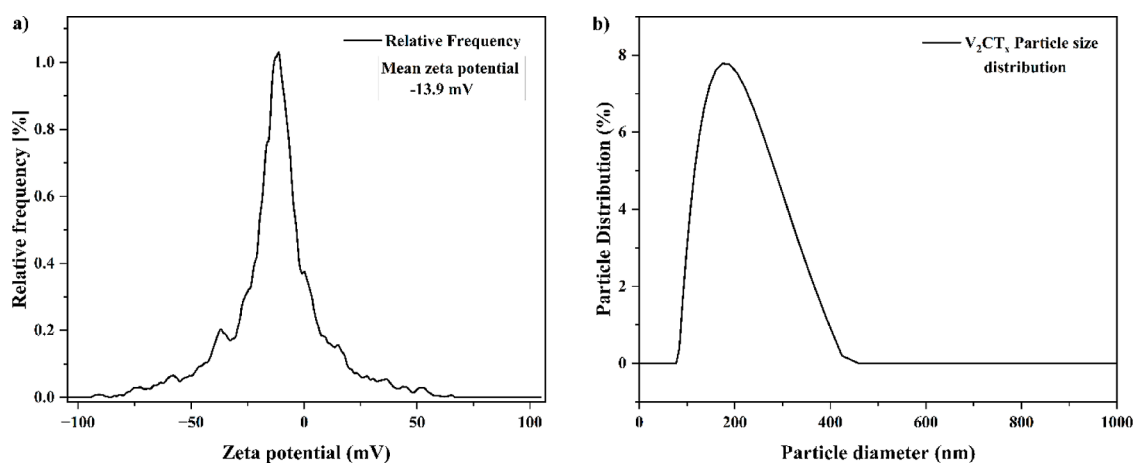 a)
Relative Frequency
Mean zeta potential
-13.9 mV
Relative frequency [%]
1.0
0.8
0.6
0.4
0.2
0.0
−100
−50
0
50
100
Zeta potential (mV)
b)
V₂CTₓ Particle size
distribution
Particle Distribution (%)
8
6
4
2
0
0
200
400
600
800
1000
Particle diameter (nm)